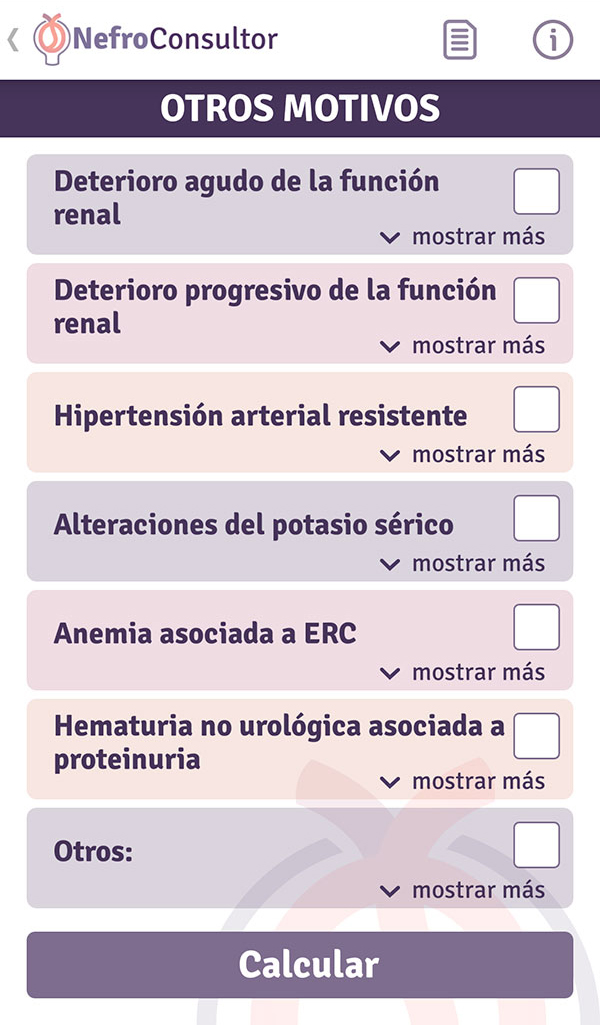 NefroConsultor
OTROS MOTIVOS
Deterioro agudo de la función
renal
mostrar más
Deterioro progresivo de la función
renal
mostrar más
Hipertensión arterial resistente
mostrar más
Alteraciones del potasio sérico
mostrar más
Anemia asociada a ERC
mostrar más
Hematuria no urológica asociada a
proteinuria
mostrar más
Otros:
mostrar más
Calcular